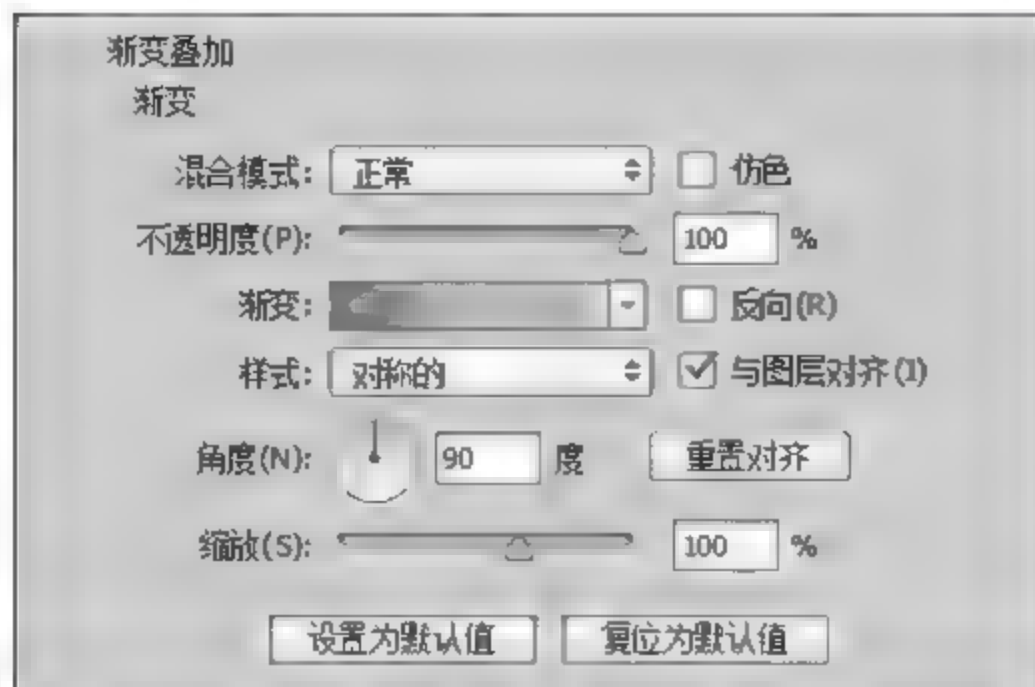 渐变叠加
渐变
混合模式: 正常 仿色
不透明度(P): 100 %
渐变: 反向(R)
样式: 对称的 与图层对齐(I)
角度(N): 90 度 重置对齐
缩放(S): 100 %
设置为默认值 复位为默认值